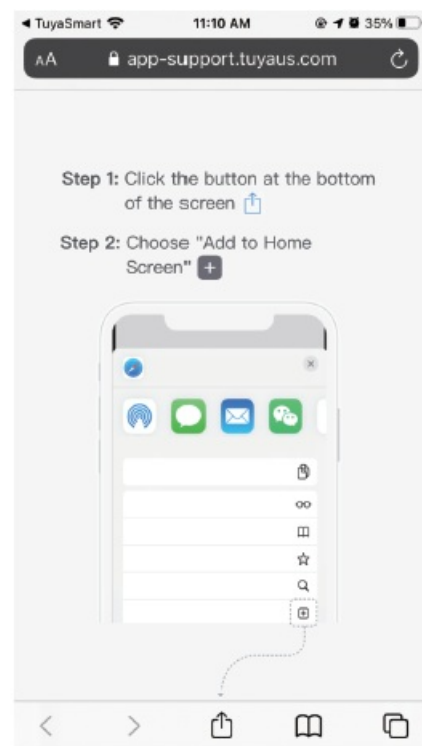 TuyaSmart 11:10 AM 35%
AA app-support.tuyaus.com
Step 1: Click the button at the bottom
of the screen
Step 2: Choose "Add to Home
Screen"